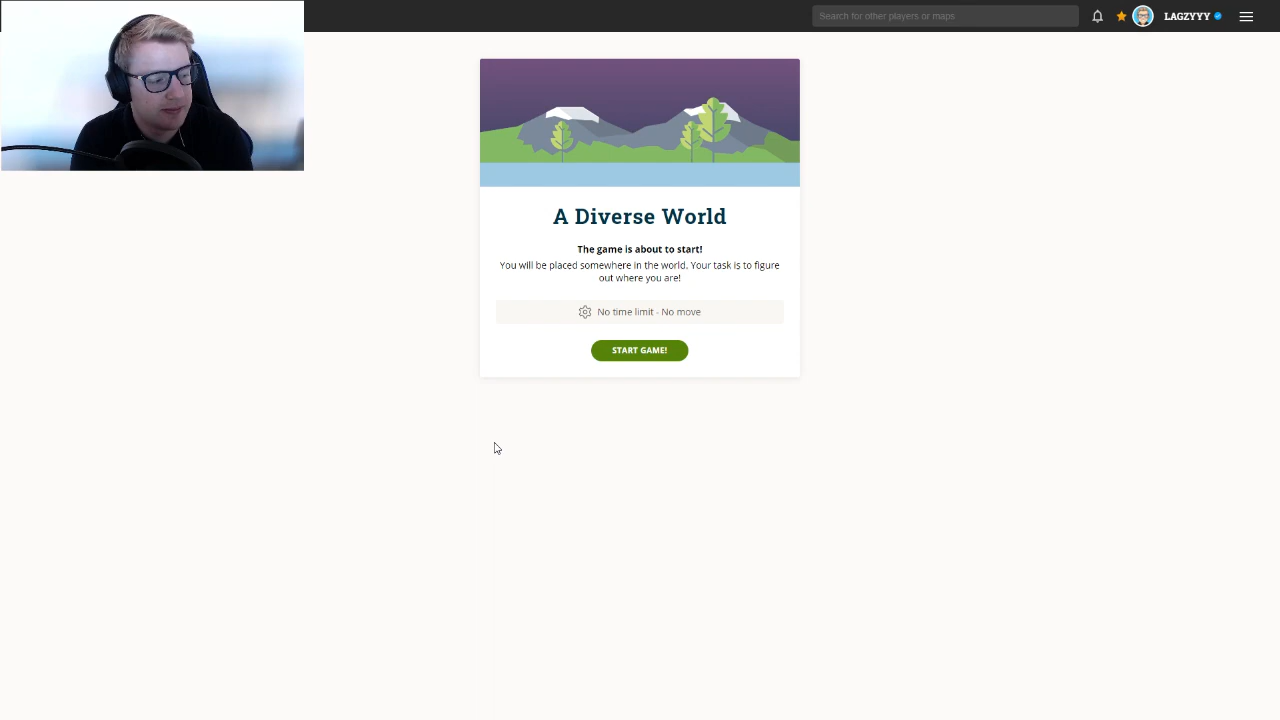 Search for other players or maps
LAGZYYY
A Diverse World
The game is about to start!
You will be placed somewhere in the world. Your task is to figure
out where you are!
No time limit - No move
START GAME!